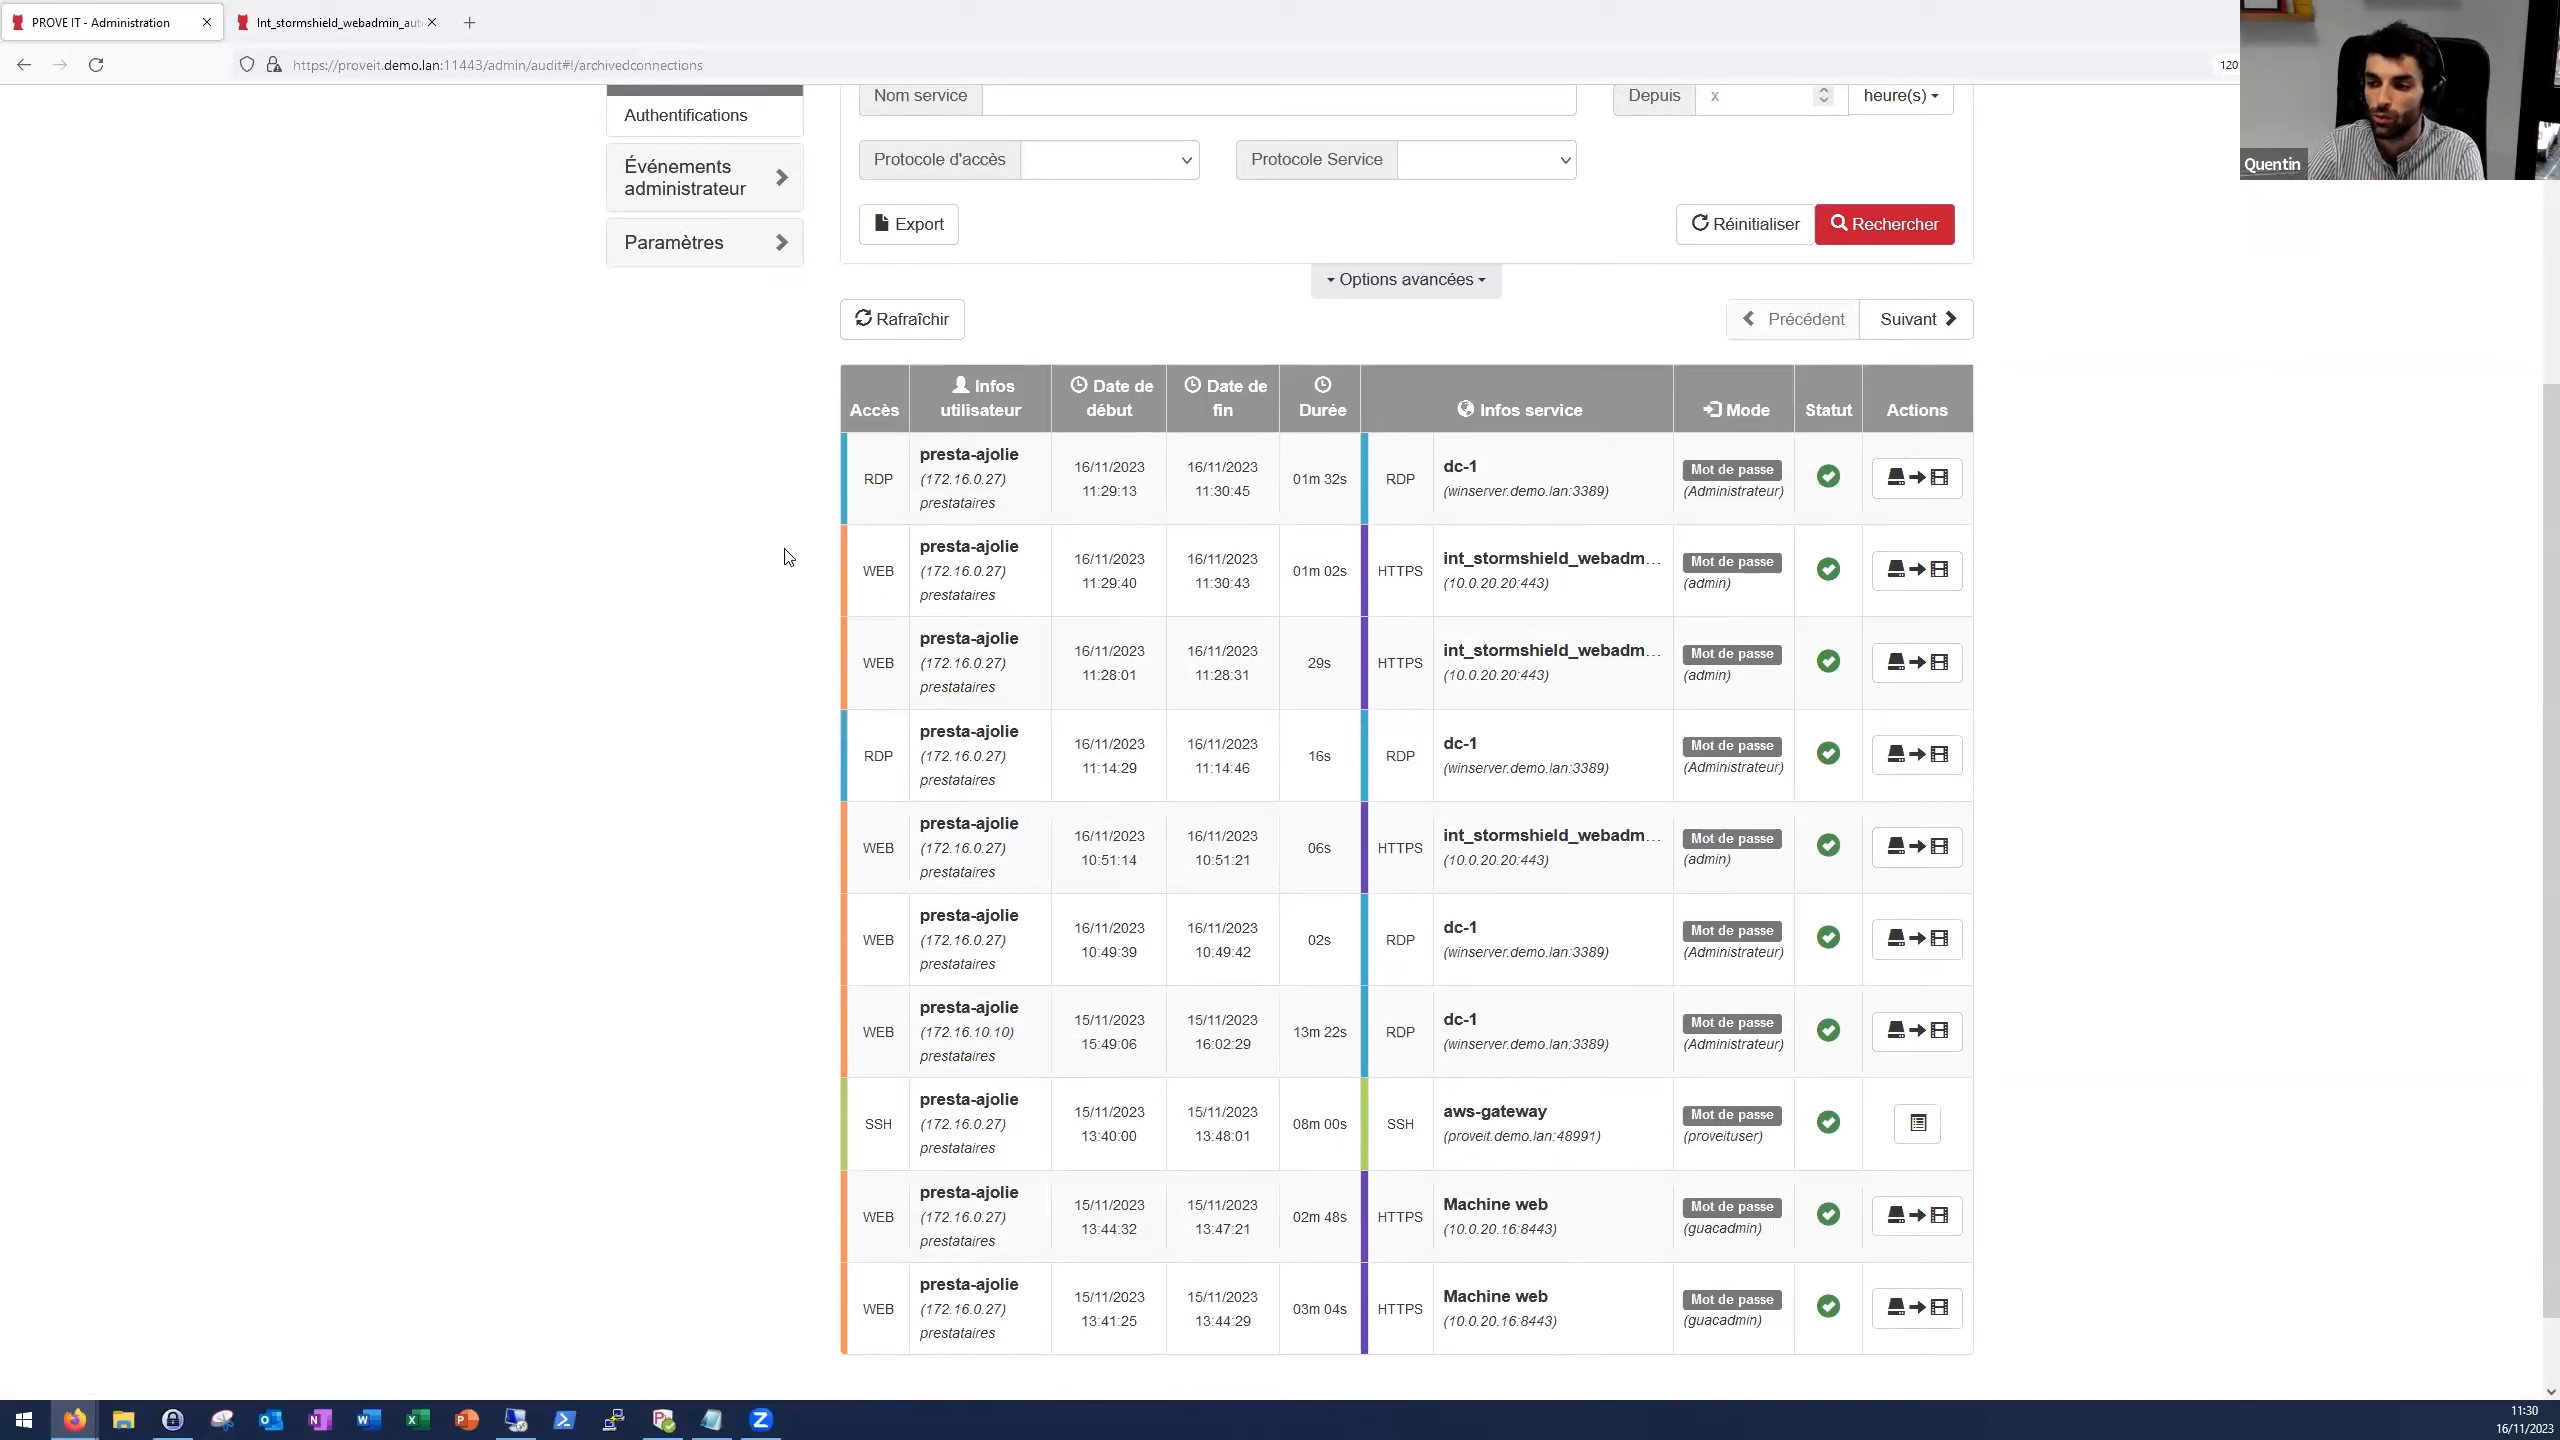 PROVE IT - Administration
Int_stormshield_webadmin_aut
https://proveit.demo.lan:11443/admin/audit#!/archivedconnections
120
Quentin
Authentifications
Événements
administrateur
Paramètres
Nom service
Depuis
x
heure(s)
Protocole d'accès
Protocole Service
Export
Réinitialiser
Rechercher
Options avancées
Rafraîchir
Précédent
Suivant
Accès
Infos
utilisateur
Date de
début
Date de
fin
Durée
Infos service
Mode
Statut
Actions
RDP
presta-ajolie
(172.16.0.27)
prestataires
16/11/2023
11:29:13
16/11/2023
11:30:45
01m 32s
RDP
dc-1
(winserver.demo.lan:3389)
Mot de passe
(Administrateur)
WEB
presta-ajolie
(172.16.0.27)
prestataires
16/11/2023
11:29:40
16/11/2023
11:30:43
01m 02s
HTTPS
int_stormshield_webadm...
(10.0.20.20:443)
Mot de passe
(admin)
WEB
presta-ajolie
(172.16.0.27)
prestataires
16/11/2023
11:28:01
16/11/2023
11:28:31
29s
HTTPS
int_stormshield_webadm...
(10.0.20.20:443)
Mot de passe
(admin)
RDP
presta-ajolie
(172.16.0.27)
prestataires
16/11/2023
11:14:29
16/11/2023
11:14:46
16s
RDP
dc-1
(winserver.demo.lan:3389)
Mot de passe
(Administrateur)
WEB
presta-ajolie
(172.16.0.27)
prestataires
16/11/2023
10:51:14
16/11/2023
10:51:21
06s
HTTPS
int_stormshield_webadm...
(10.0.20.20:443)
Mot de passe
(admin)
WEB
presta-ajolie
(172.16.0.27)
prestataires
16/11/2023
10:49:39
16/11/2023
10:49:42
02s
RDP
dc-1
(winserver.demo.lan:3389)
Mot de passe
(Administrateur)
WEB
presta-ajolie
(172.16.10.10)
prestataires
15/11/2023
15:49:06
15/11/2023
16:02:29
13m 22s
RDP
dc-1
(winserver.demo.lan:3389)
Mot de passe
(Administrateur)
SSH
presta-ajolie
(172.16.0.27)
prestataires
15/11/2023
13:40:00
15/11/2023
13:48:01
08m 00s
SSH
aws-gateway
(proveit.demo.lan:48991)
Mot de passe
(proveituser)
WEB
presta-ajolie
(172.16.0.27)
prestataires
15/11/2023
13:44:32
15/11/2023
13:47:21
02m 48s
HTTPS
Machine web
(10.0.20.16:8443)
Mot de passe
(guacadmin)
WEB
presta-ajolie
(172.16.0.27)
prestataires
15/11/2023
13:41:25
15/11/2023
13:44:29
03m 04s
HTTPS
Machine web
(10.0.20.16:8443)
Mot de passe
(guacadmin)
11:30
16/11/2023